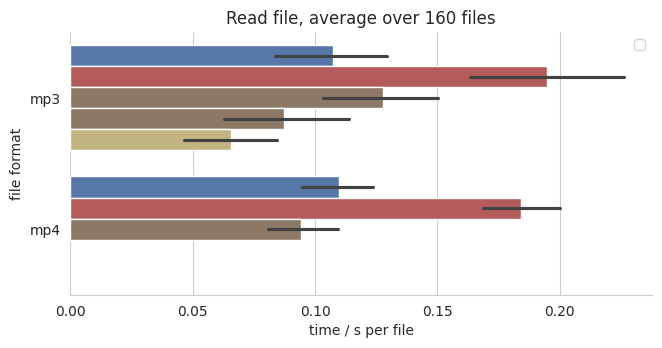 Read file, average over 160 files
file format
mp3
mp4
0.00 0.05 0.10 0.15 0.20
time / s per file